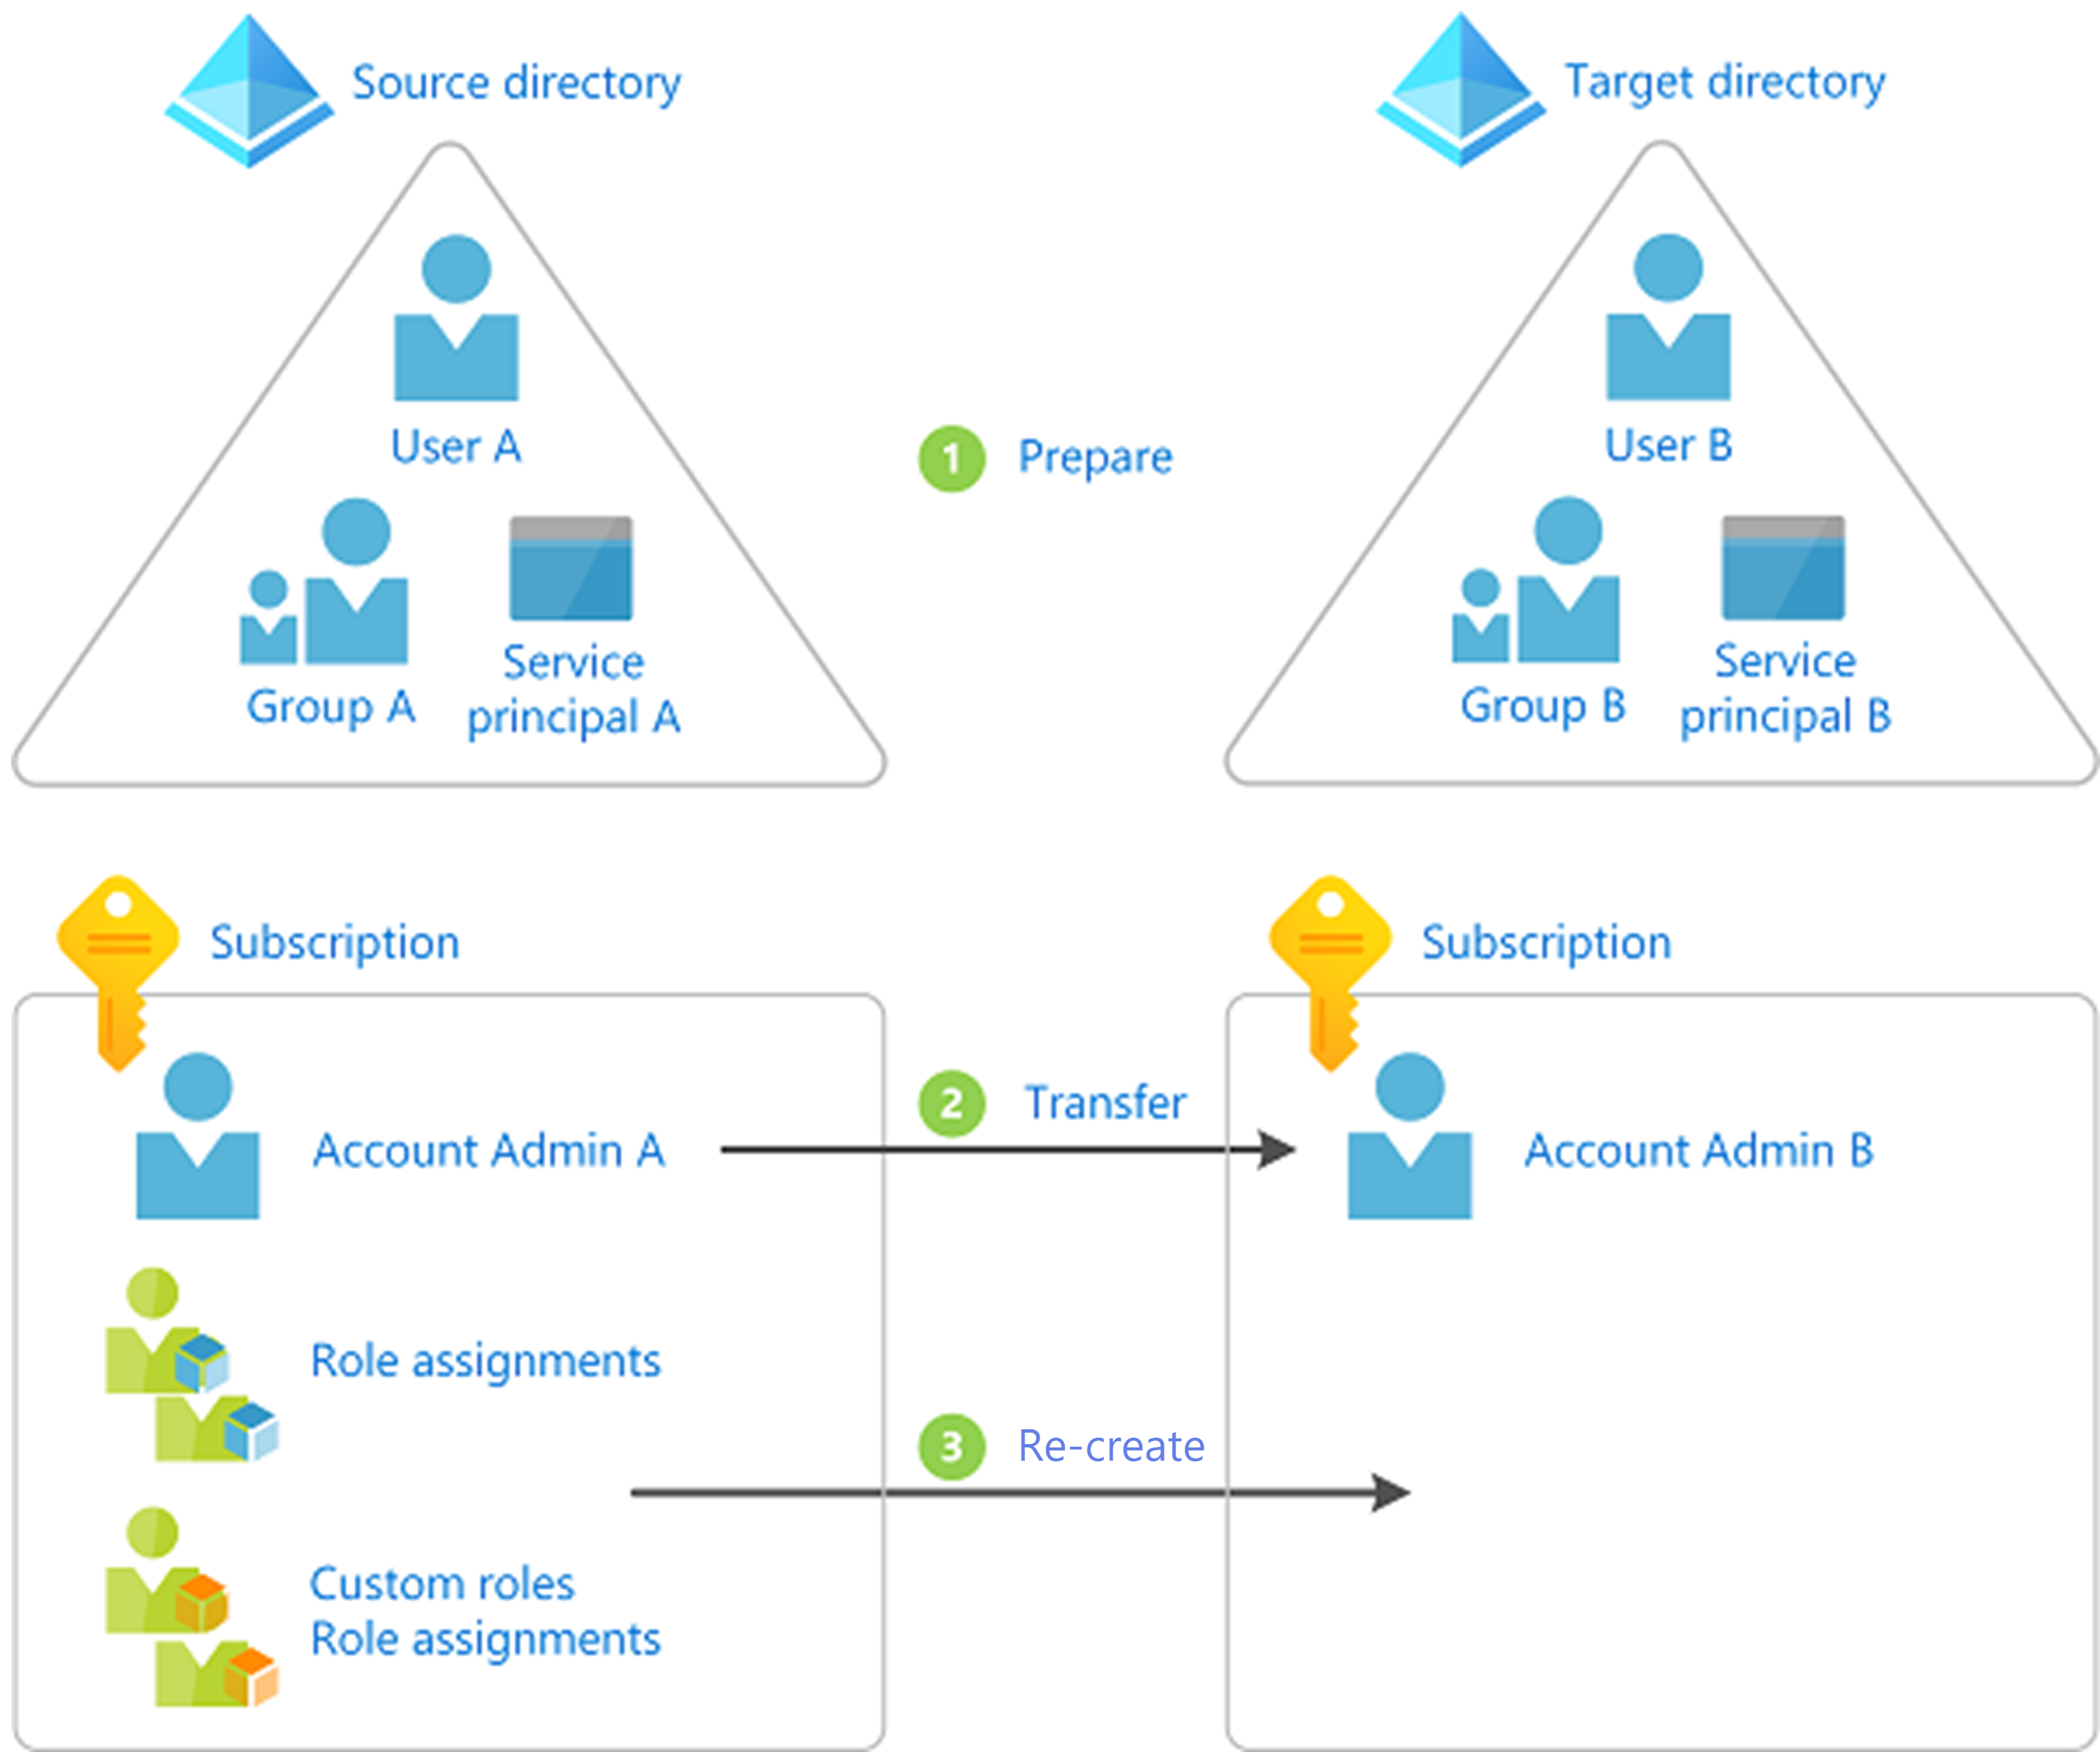 Source directory
Target directory
User A
Group A
Service
principal A
1 Prepare
User B
Group B
Service
principal B
Subscription
Subscription
Account Admin A
2 Transfer
Account Admin B
Role assignments
3 Re-create
Custom roles
Role assignments